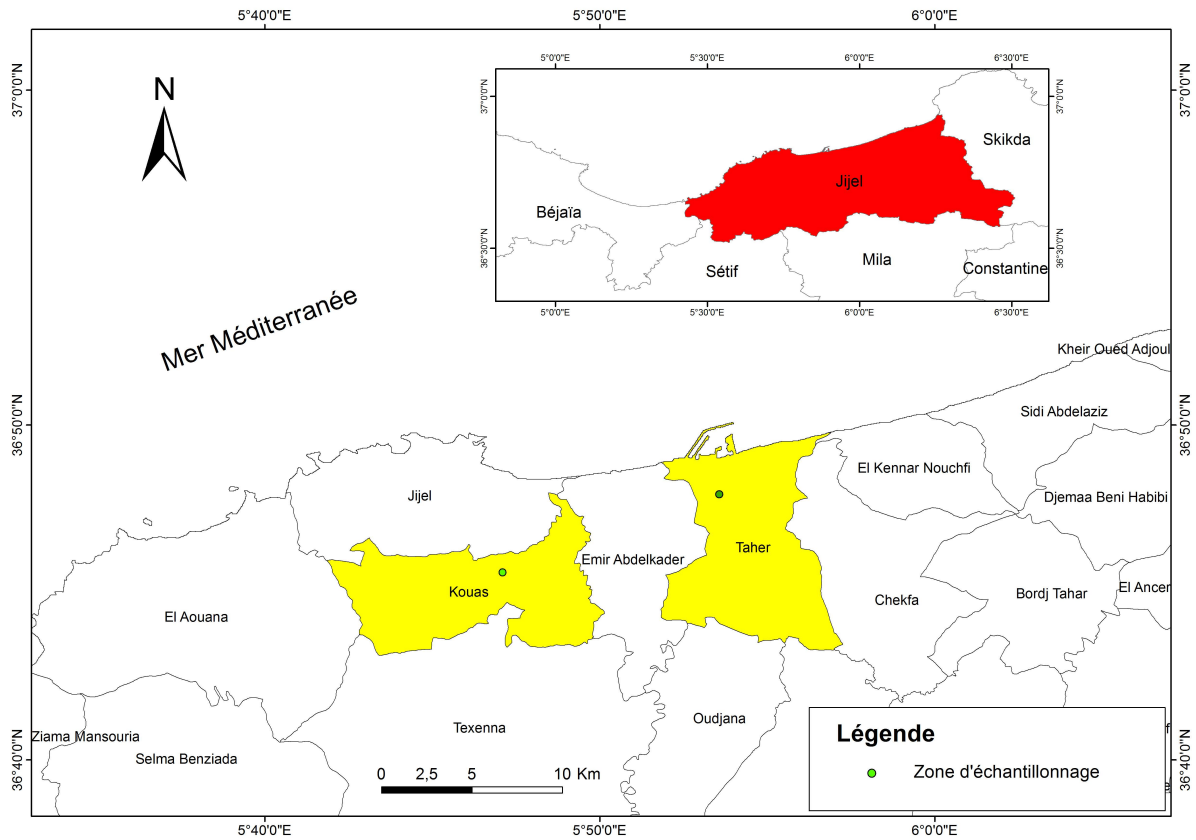 5°40'0"E
5°50'0"E
6°0'0"E
37°0'0"N
37°0'0"N
N
5°0'0"E
5°30'0"E
6°0'0"E
6°30'0"E
37°0'0"N
37°0'0"N
Skikda
Jijel
Béjaïa
36°30'0"N
36°30'0"N
Sétif
Mila
Constantine
5°0'0"E
5°30'0"E
6°0'0"E
6°30'0"E
Mer Méditerranée
Kheir Oued Adjoul
36°50'0"N
36°50'0"N
Sidi Abdelaziz
El Kennar Nouchfi
Jijel
Djemaa Beni Habibi
Taher
Emir Abdelkader
Kouas
El Ancer
Bordj Tahar
Chekfa
El Aouana
Oudjana
Texenna
Ziama Mansouria
Selma Benziada
Légende
Zone d'échantillonnage
0 2,5 5 10 Km
36°40'0"N
36°40'0"N
5°40'0"E
5°50'0"E
6°0'0"E